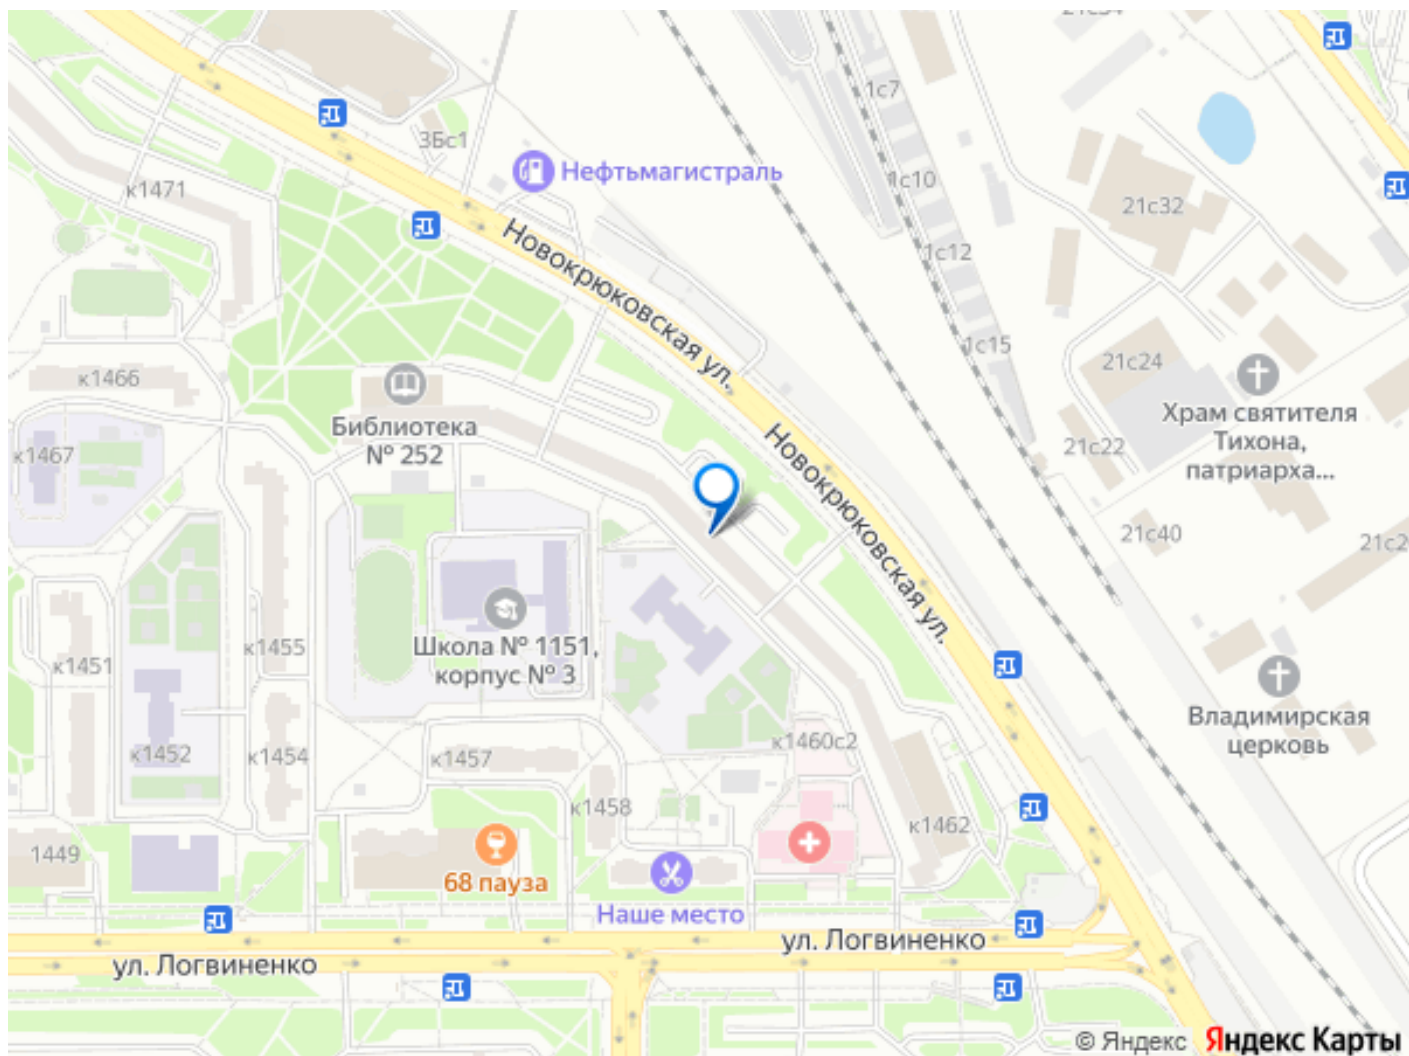 1с7
3Бс1
Нефтьмагистраль
к1471
1с10
21с32
Новокрюковская ул.
1с12
1с15
21с24
к1466
Библиотека
№ 252
Храм святителя
Тихона,
патриарха...
21с22
к1467
Новокрюковская ул.
21с40
Школа № 1151,
корпус № 3
к1455
к1451
Владимирская
церковь
к1460с2
к1452
к1454
к1457
к1458
к1462
1449
68 пауза
Наше место
ул. Логвиненко
ул. Логвиненко
© Яндекс Яндекс Карты